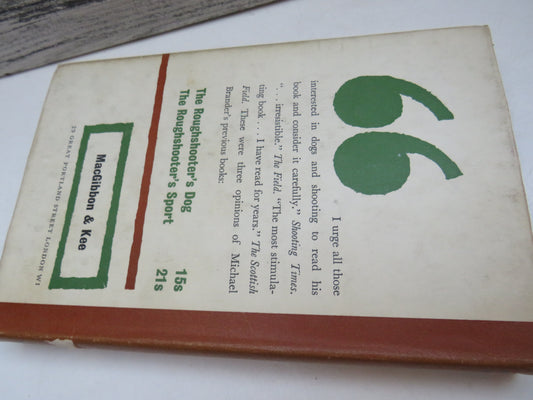 “
I urge all those
interested in dogs and shooting to read his
book and consider it carefully.” Shooting Times.
“. . . irresistible.” The Field. “The most stimula-
ting book . . . I have read for years.” The Scottish
Field. These were three opinions of Michael
Brander's previous books:
The Roughshooter's Dog 15s
The Roughshooter's Sport 21s
MacGibbon & Kee
29 GREAT PORTLAND STREET LONDON W1